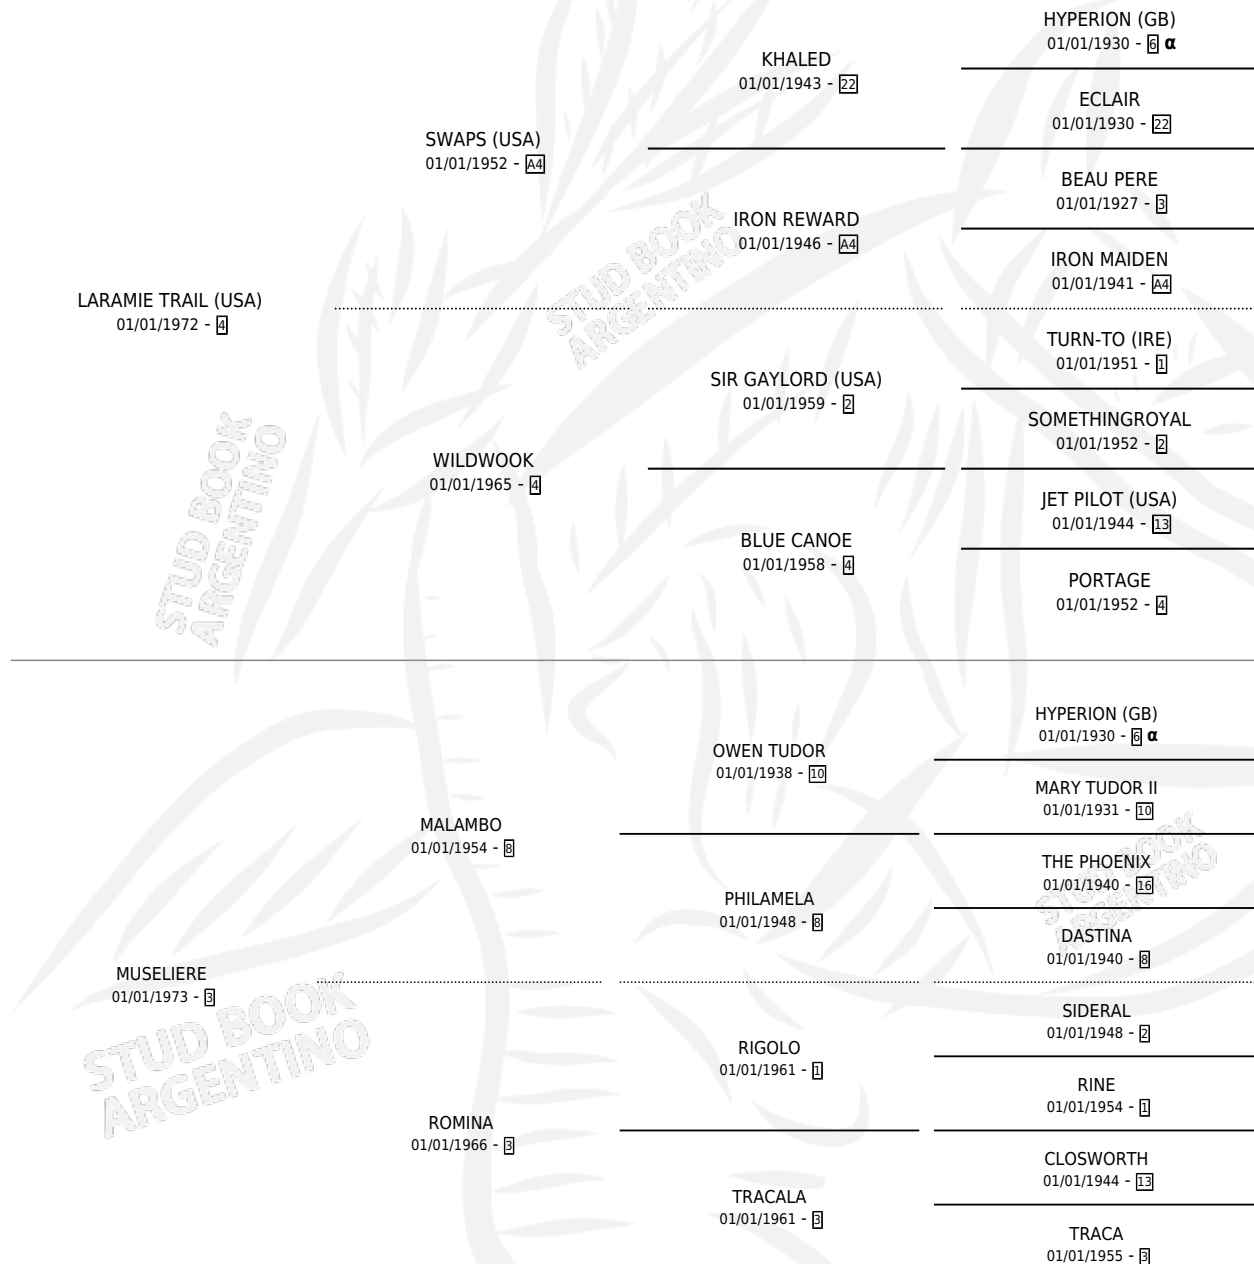 HYPERION (GB)
01/01/1930 - 6 α
KHALED
01/01/1943 - 22
ECLAIR
01/01/1930 - 22
SWAPS (USA)
01/01/1952 - A4
BEAU PERE
01/01/1927 - 3
IRON REWARD
01/01/1946 - A4
IRON MAIDEN
01/01/1941 - A4
LARAMIE TRAIL (USA)
01/01/1972 - 4
TURN-TO (IRE)
01/01/1951 - 1
SIR GAYLORD (USA)
01/01/1959 - 2
SOMETHINGROYAL
01/01/1952 - 2
WILDWOOK
01/01/1965 - 4
JET PILOT (USA)
01/01/1944 - 13
BLUE CANOE
01/01/1958 - 4
PORTAGE
01/01/1952 - 4
HYPERION (GB)
01/01/1930 - 6 α
OWEN TUDOR
01/01/1938 - 10
MARY TUDOR II
01/01/1931 - 10
MALAMBO
01/01/1954 - 8
THE PHOENIX
01/01/1940 - 16
PHILAMELA
01/01/1948 - 8
DASTINA
01/01/1940 - 8
MUSELIERE
01/01/1973 - 3
SIDERAL
01/01/1948 - 2
RIGOLO
01/01/1961 - 1
RINE
01/01/1954 - 1
ROMINA
01/01/1966 - 3
CLOSWORTH
01/01/1944 - 13
TRACALA
01/01/1961 - 3
TRACA
01/01/1955 - 3
STUD BOOK
ARGENTINO
STUD BOOK
ARGENTINO
STUD BOOK
ARGENTINO
STUD BOOK
ARGENTINO